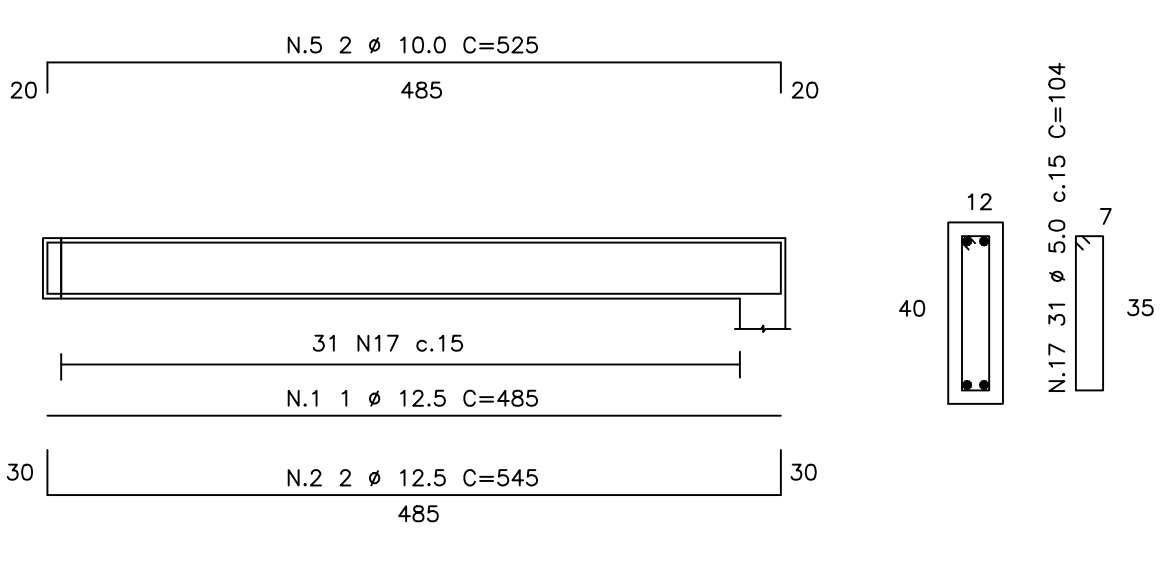 N.5 2 ø 10.0 C=525
20 485 20
12
7
N.17 31 ø 5.0 c.15 C=104
40
35
31 N17 c.15
N.1 1 ø 12.5 C=485
30 N.2 2 ø 12.5 C=545 30
485